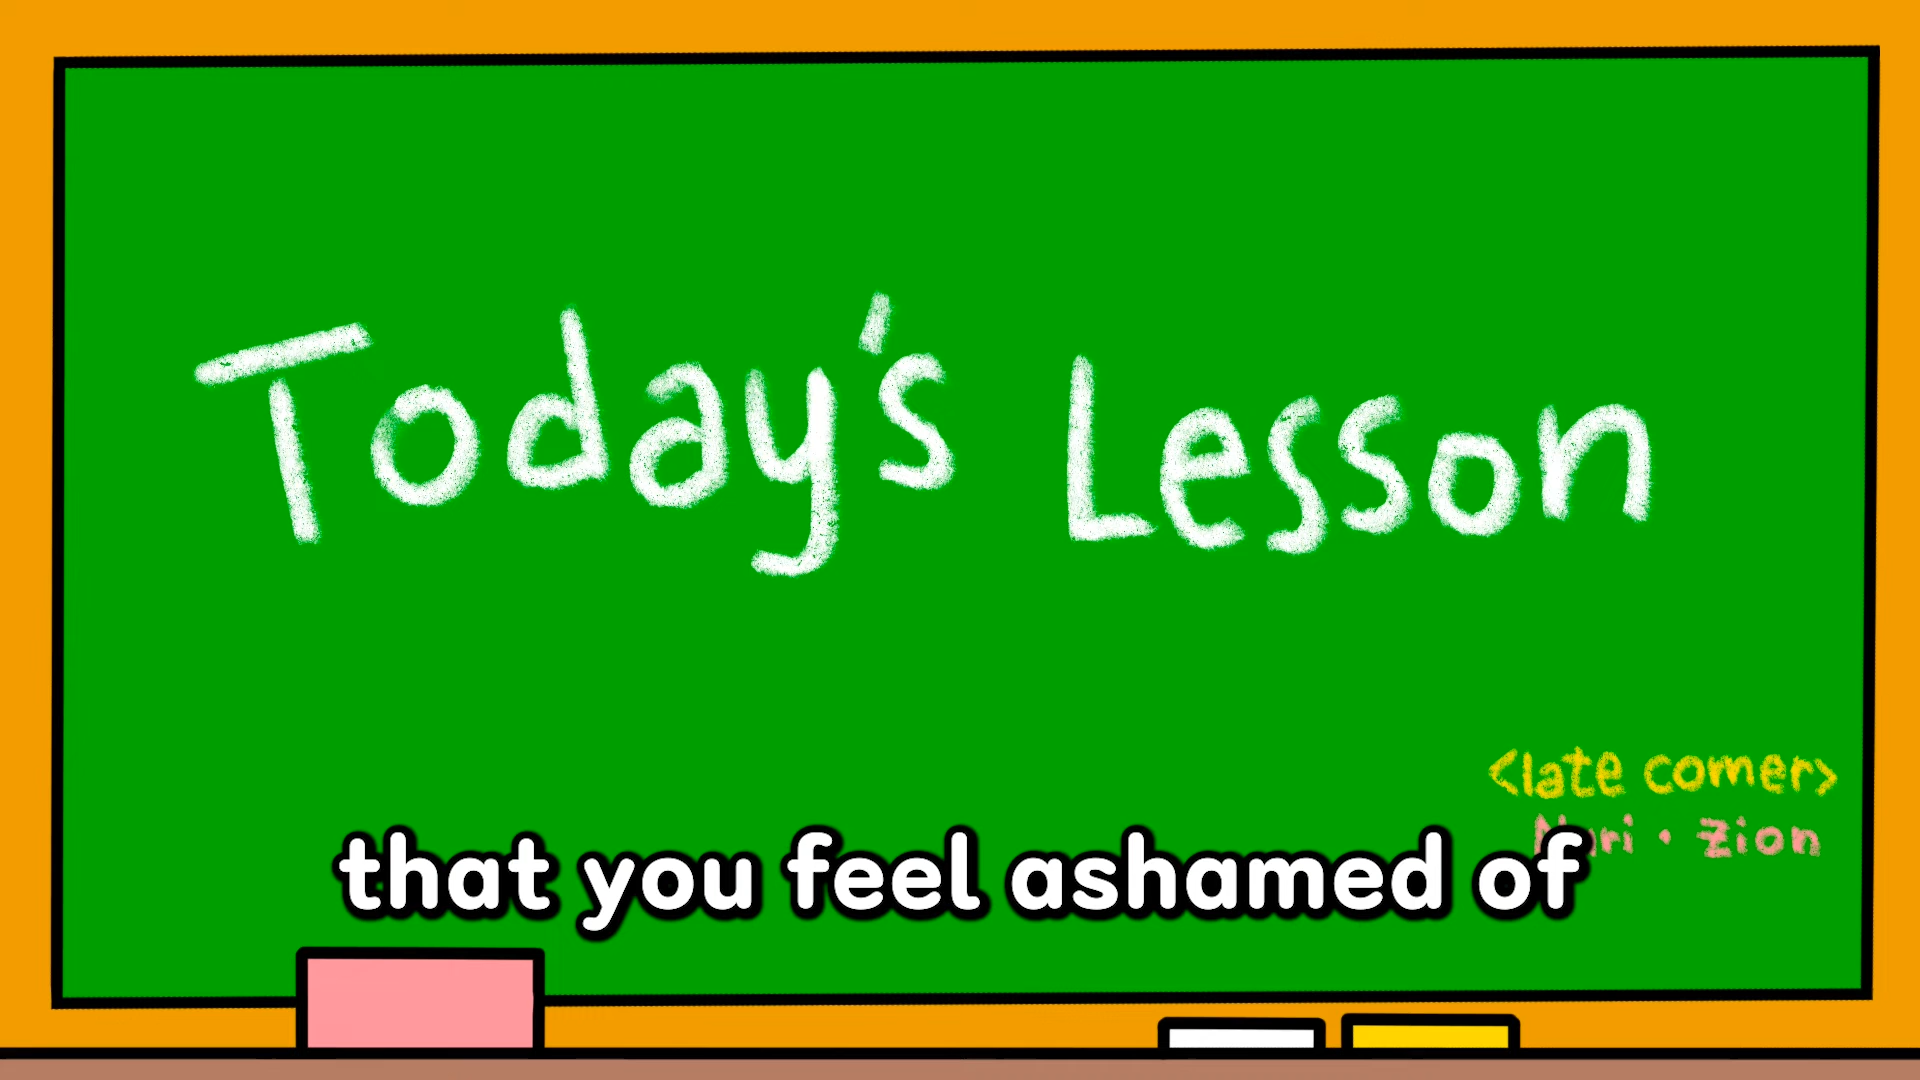 Today's Lesson
<late comer>
• zion
that you feel ashamed of